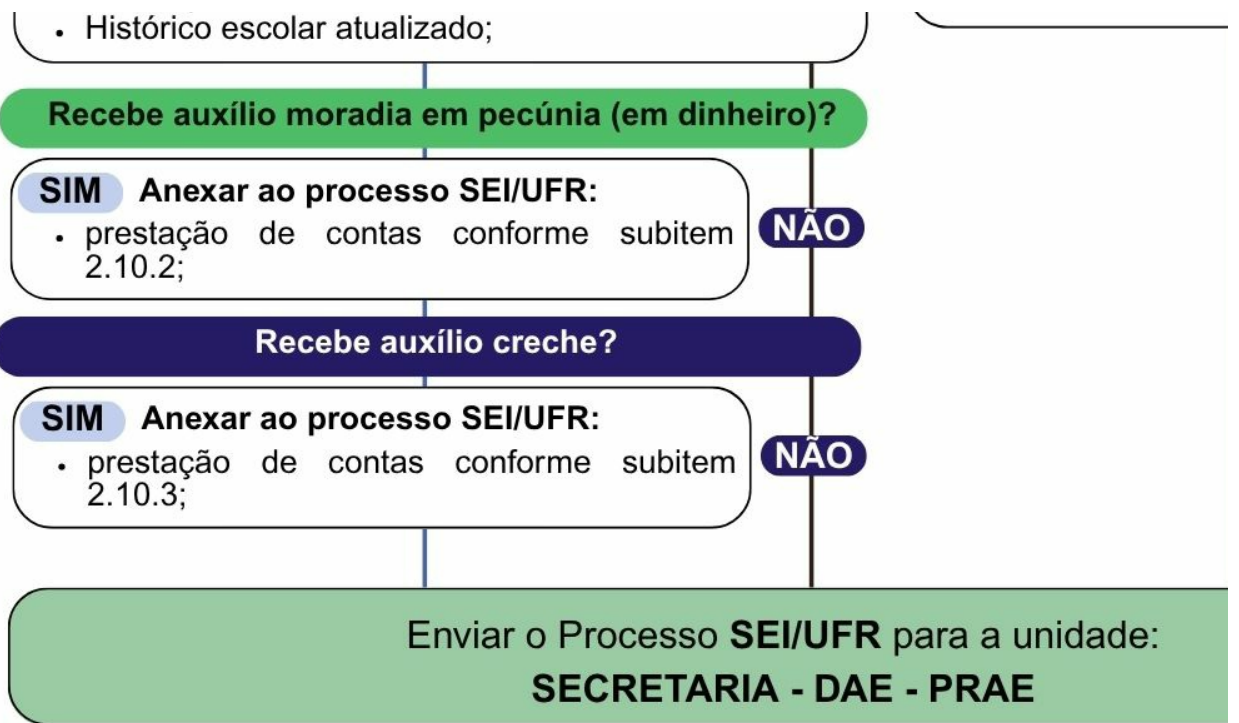 • Histórico escolar atualizado;
Recebe auxílio moradia em pecúnia (em dinheiro)?
SIM Anexar ao processo SEI/UFR:
• prestação de contas conforme subitem
2.10.2;
NÃO
Recebe auxílio creche?
SIM Anexar ao processo SEI/UFR:
• prestação de contas conforme subitem
2.10.3;
NÃO
Enviar o Processo SEI/UFR para a unidade:
SECRETARIA - DAE - PRAE